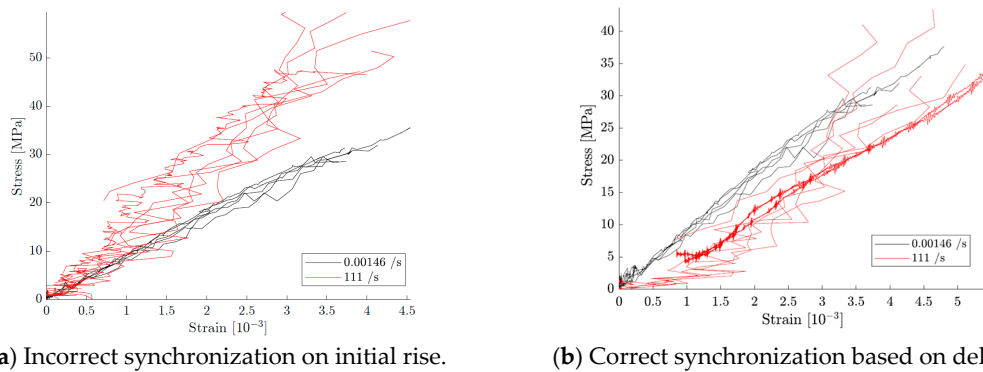 50
40
30
20
10
0
Stress [MPa]
0 0.5 1 1.5 2 2.5 3 3.5 4 4.5
Strain [10⁻³]
0.00146 /s
111 /s
40
35
30
25
20
15
10
5
0
Stress [MPa]
0 0.5 1 1.5 2 2.5 3 3.5 4 4.5 5
Strain [10⁻³]
0.00146 /s
111 /s
a) Incorrect synchronization on initial rise.
(b) Correct synchronization based on del